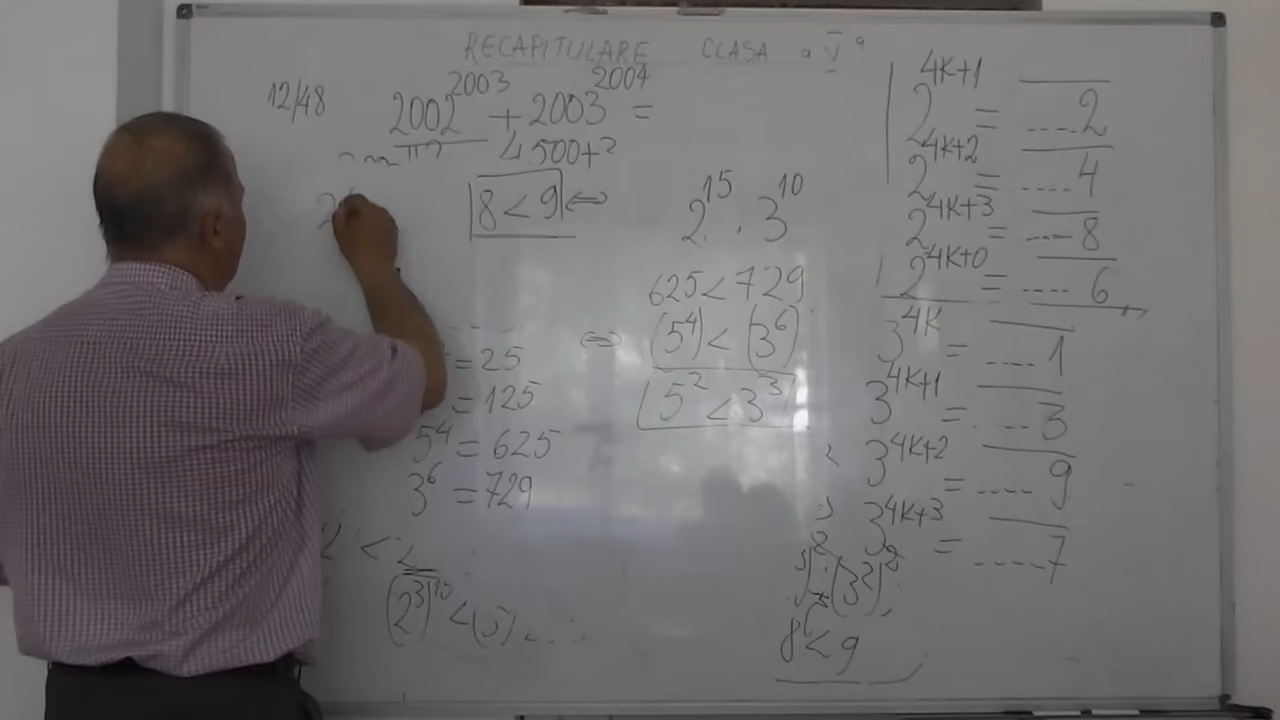 RECAPITULARE CLASA a V a
12/48
2002^2003 + 2003^2004 =
4·500+3
8 < 9 ⇔
2^15 · 3^10
625 < 729
⇔ (5^4) < (3^6)
5^2 < 3^3
= 25
= 125
5^4 = 625
3^6 = 729
(2^3)^10 <
8 < 9
2^4K+1 = ....2
2^4K+2 = ....4
2^4K+3 = ....8
2^4K+0 = ....6
3^4K = ....1
3^4K+1 = ....3
3^4K+2 = ....9
3^4K+3 = ....7